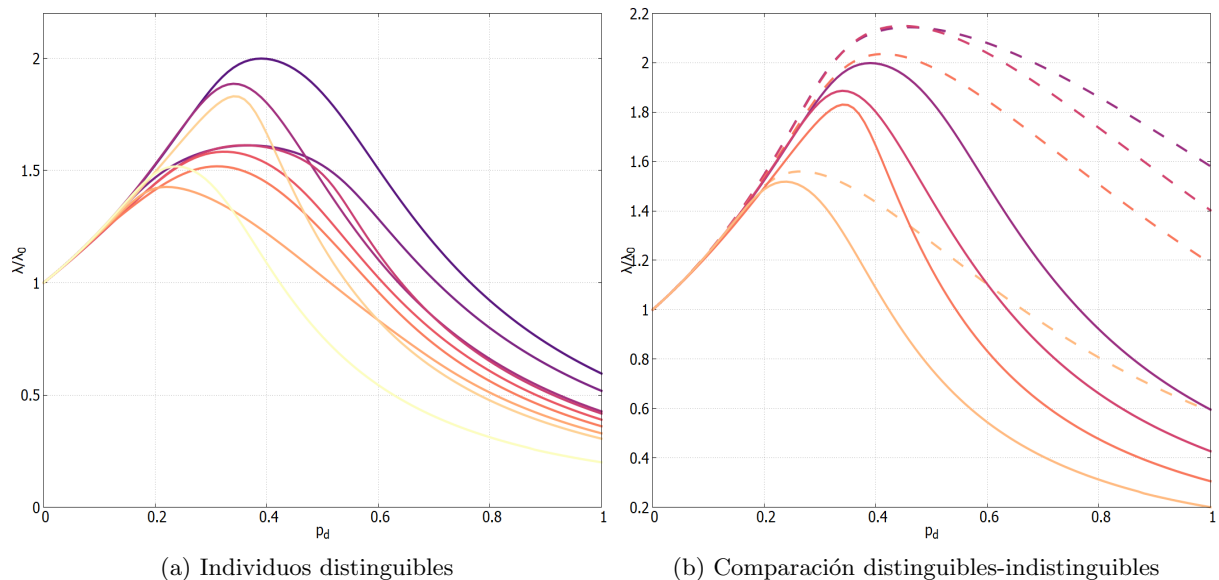 2
1.5
1
0.5
0
λ/λ0
0 0.2 0.4 0.6 0.8 1
pd
(a) Individuos distinguibles
2.2
2
1.8
1.6
1.4
1.2
1
0.8
0.6
0.4
0.2
λ/λ0
0 0.2 0.4 0.6 0.8 1
pd
(b) Comparación distinguibles-indistinguibles